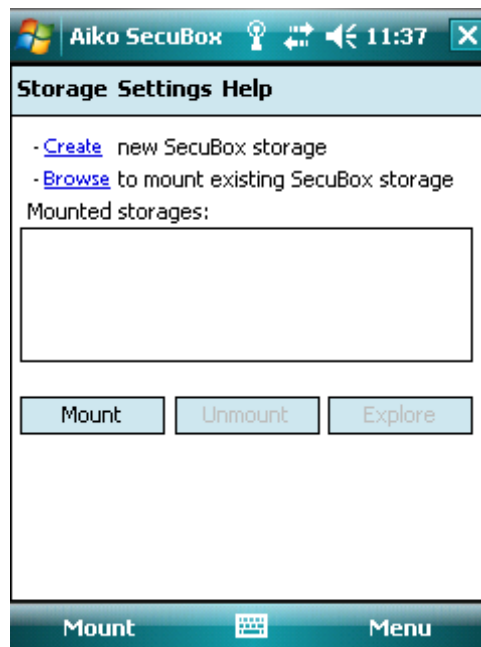 Aiko SecuBox 11:37
Storage Settings Help
- Create new SecuBox storage
- Browse to mount existing SecuBox storage
Mounted storages:
Mount Unmount Explore
Mount Menu